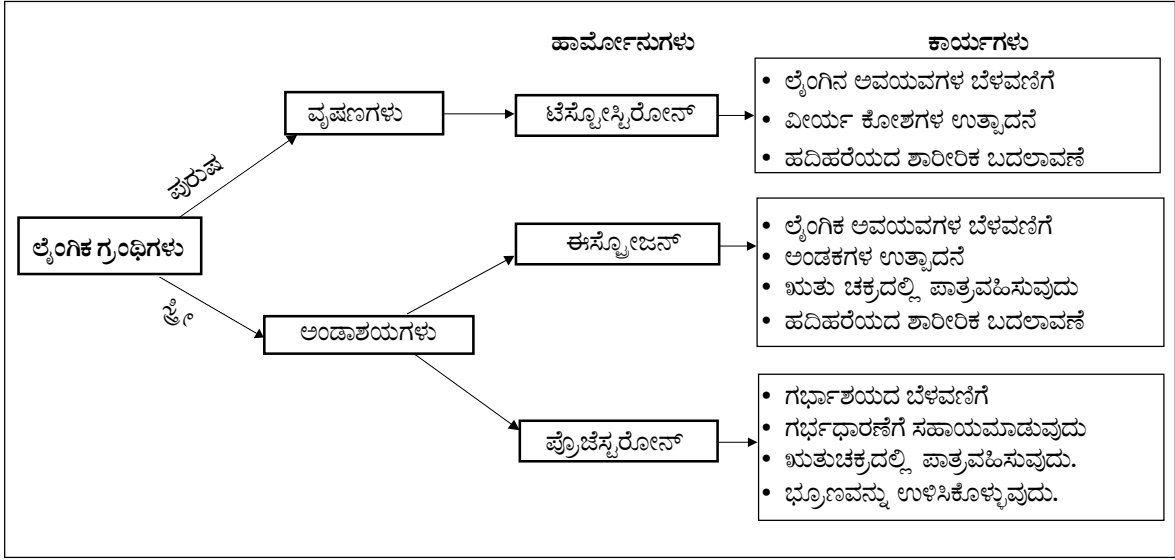 ಹಾರ್ಮೋನುಗಳು
ಕಾರ್ಯಗಳು
ಲೈಂಗಿಕ ಗ್ರಂಥಿಗಳು
ಪುರುಷ
ವೃಷಣಗಳು
ಟೆಸ್ಟೋಸ್ಟಿರೋನ್
• ಲೈಂಗಿನ ಅವಯವಗಳ ಬೆಳವಣಿಗೆ
• ವೀರ್ಯ ಕೋಶಗಳ ಉತ್ಪಾದನೆ
• ಹದಿಹರೆಯದ ಶಾರೀರಿಕ ಬದಲಾವಣೆ
ಸ್ತ್ರೀ
ಅಂಡಾಶಯಗಳು
ಈಸ್ಟ್ರೋಜನ್
• ಲೈಂಗಿಕ ಅವಯವಗಳ ಬೆಳವಣಿಗೆ
• ಅಂಡಕಗಳ ಉತ್ಪಾದನೆ
• ಋತು ಚಕ್ರದಲ್ಲಿ ಪಾತ್ರವಹಿಸುವುದು
• ಹದಿಹರೆಯದ ಶಾರೀರಿಕ ಬದಲಾವಣೆ
ಪ್ರೊಜೆಸ್ಟರೋನ್
• ಗರ್ಭಾಶಯದ ಬೆಳವಣಿಗೆ
• ಗರ್ಭಧಾರಣೆಗೆ ಸಹಾಯಮಾಡುವುದು
• ಋತುಚಕ್ರದಲ್ಲಿ ಪಾತ್ರವಹಿಸುವುದು.
• ಭ್ರೂಣವನ್ನು ಉಳಿಸಿಕೊಳ್ಳುವುದು.